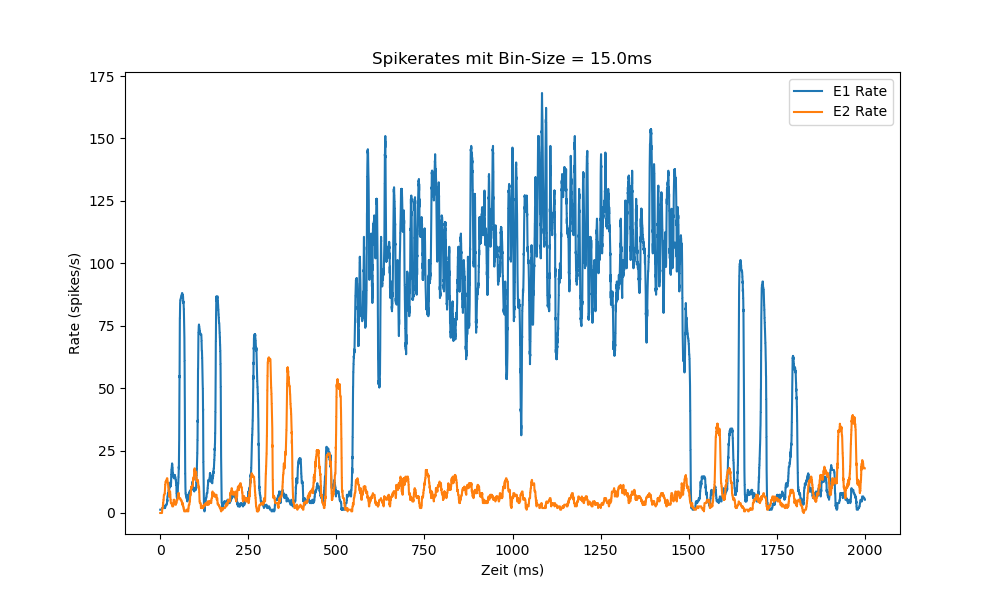 Spikerates mit Bin-Size = 15.0ms
E1 Rate
E2 Rate
Rate (spikes/s)
175
150
125
100
75
50
25
0
0 250 500 750 1000 1250 1500 1750 2000
Zeit (ms)